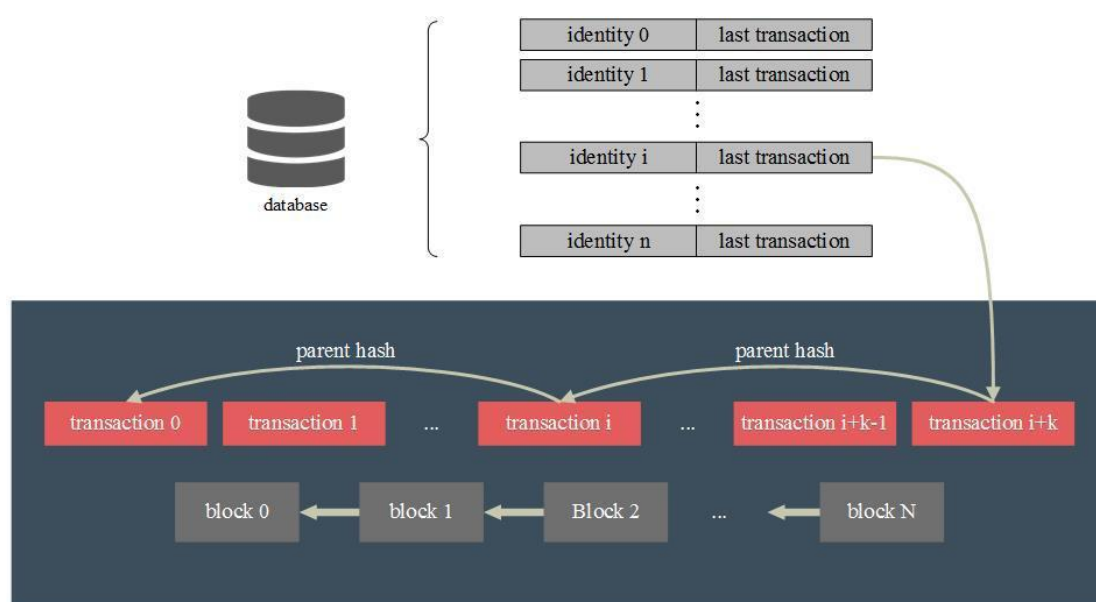 identity 0 last transaction
identity 1 last transaction
⋮
identity i last transaction
database
⋮
identity n last transaction
parent hash parent hash
transaction 0 transaction 1 ... transaction i ... transaction i+k-1 transaction i+k
block 0 block 1 Block 2 ... block N